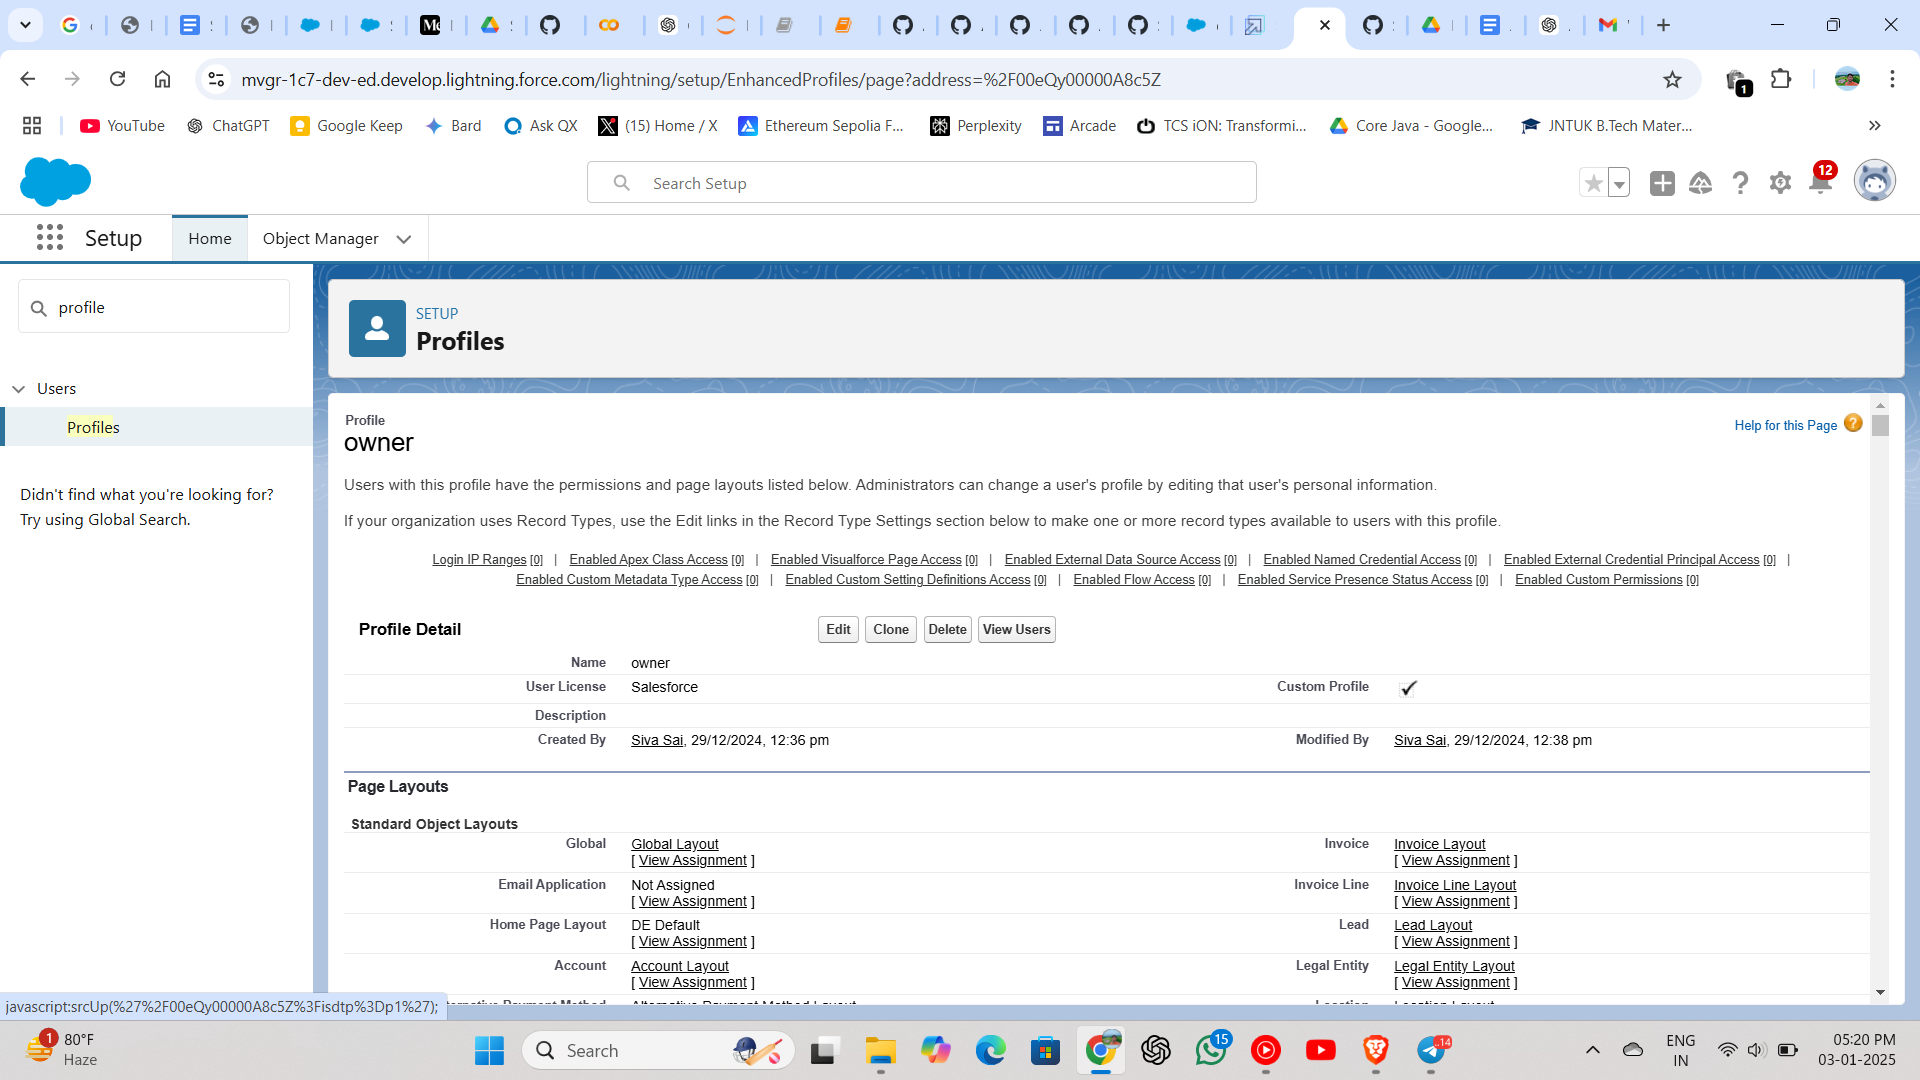 mvgr-1c7-dev-ed.develop.lightning.force.com/lightning/setup/EnhancedProfiles/page?address=%2F00eQy00000A8c5Z
1
YouTube ChatGPT Google Keep Bard Ask QX (15) Home / X Ethereum Sepolia F... Perplexity Arcade TCS iON: Transformi... Core Java - Google... JNTUK B.Tech Mater...
Search Setup
12
Setup Home Object Manager
profile
Users
Profiles
Didn't find what you're looking for?
Try using Global Search.
SETUP
Profiles
Profile
owner
Help for this Page
Users with this profile have the permissions and page layouts listed below. Administrators can change a user's profile by editing that user's personal information.
If your organization uses Record Types, use the Edit links in the Record Type Settings section below to make one or more record types available to users with this profile.
Login IP Ranges [0] | Enabled Apex Class Access [0] | Enabled Visualforce Page Access [0] | Enabled External Data Source Access [0] | Enabled Named Credential Access [0] | Enabled External Credential Principal Access [0] |
Enabled Custom Metadata Type Access [0] | Enabled Custom Setting Definitions Access [0] | Enabled Flow Access [0] | Enabled Service Presence Status Access [0] | Enabled Custom Permissions [0]
Profile Detail Edit Clone Delete View Users
Name owner
User License Salesforce Custom Profile
Description
Created By Siva Sai, 29/12/2024, 12:36 pm Modified By Siva Sai, 29/12/2024, 12:38 pm
Page Layouts
Standard Object Layouts
Global Global Layout Invoice Invoice Layout
[ View Assignment ] [ View Assignment ]
Email Application Not Assigned Invoice Line Invoice Line Layout
[ View Assignment ] [ View Assignment ]
Home Page Layout DE Default Lead Lead Layout
[ View Assignment ] [ View Assignment ]
Account Account Layout Legal Entity Legal Entity Layout
[ View Assignment ] [ View Assignment ]
javascript:srcUp(%27%2F00eQy00000A8c5Z%3Fisdtp%3Dp1%27);
1
80°F
Haze
Search
15
14
ENG
IN
05:20 PM
03-01-2025